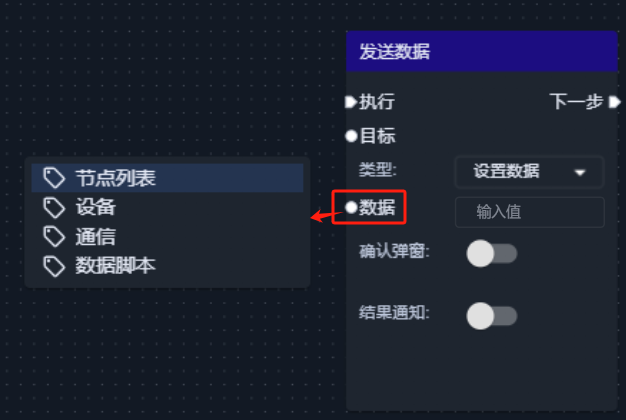 发送数据
执行 下一步
目标
类型: 设置数据
数据 输入值
确认弹窗:
结果通知:
节点列表
设备
通信
数据脚本